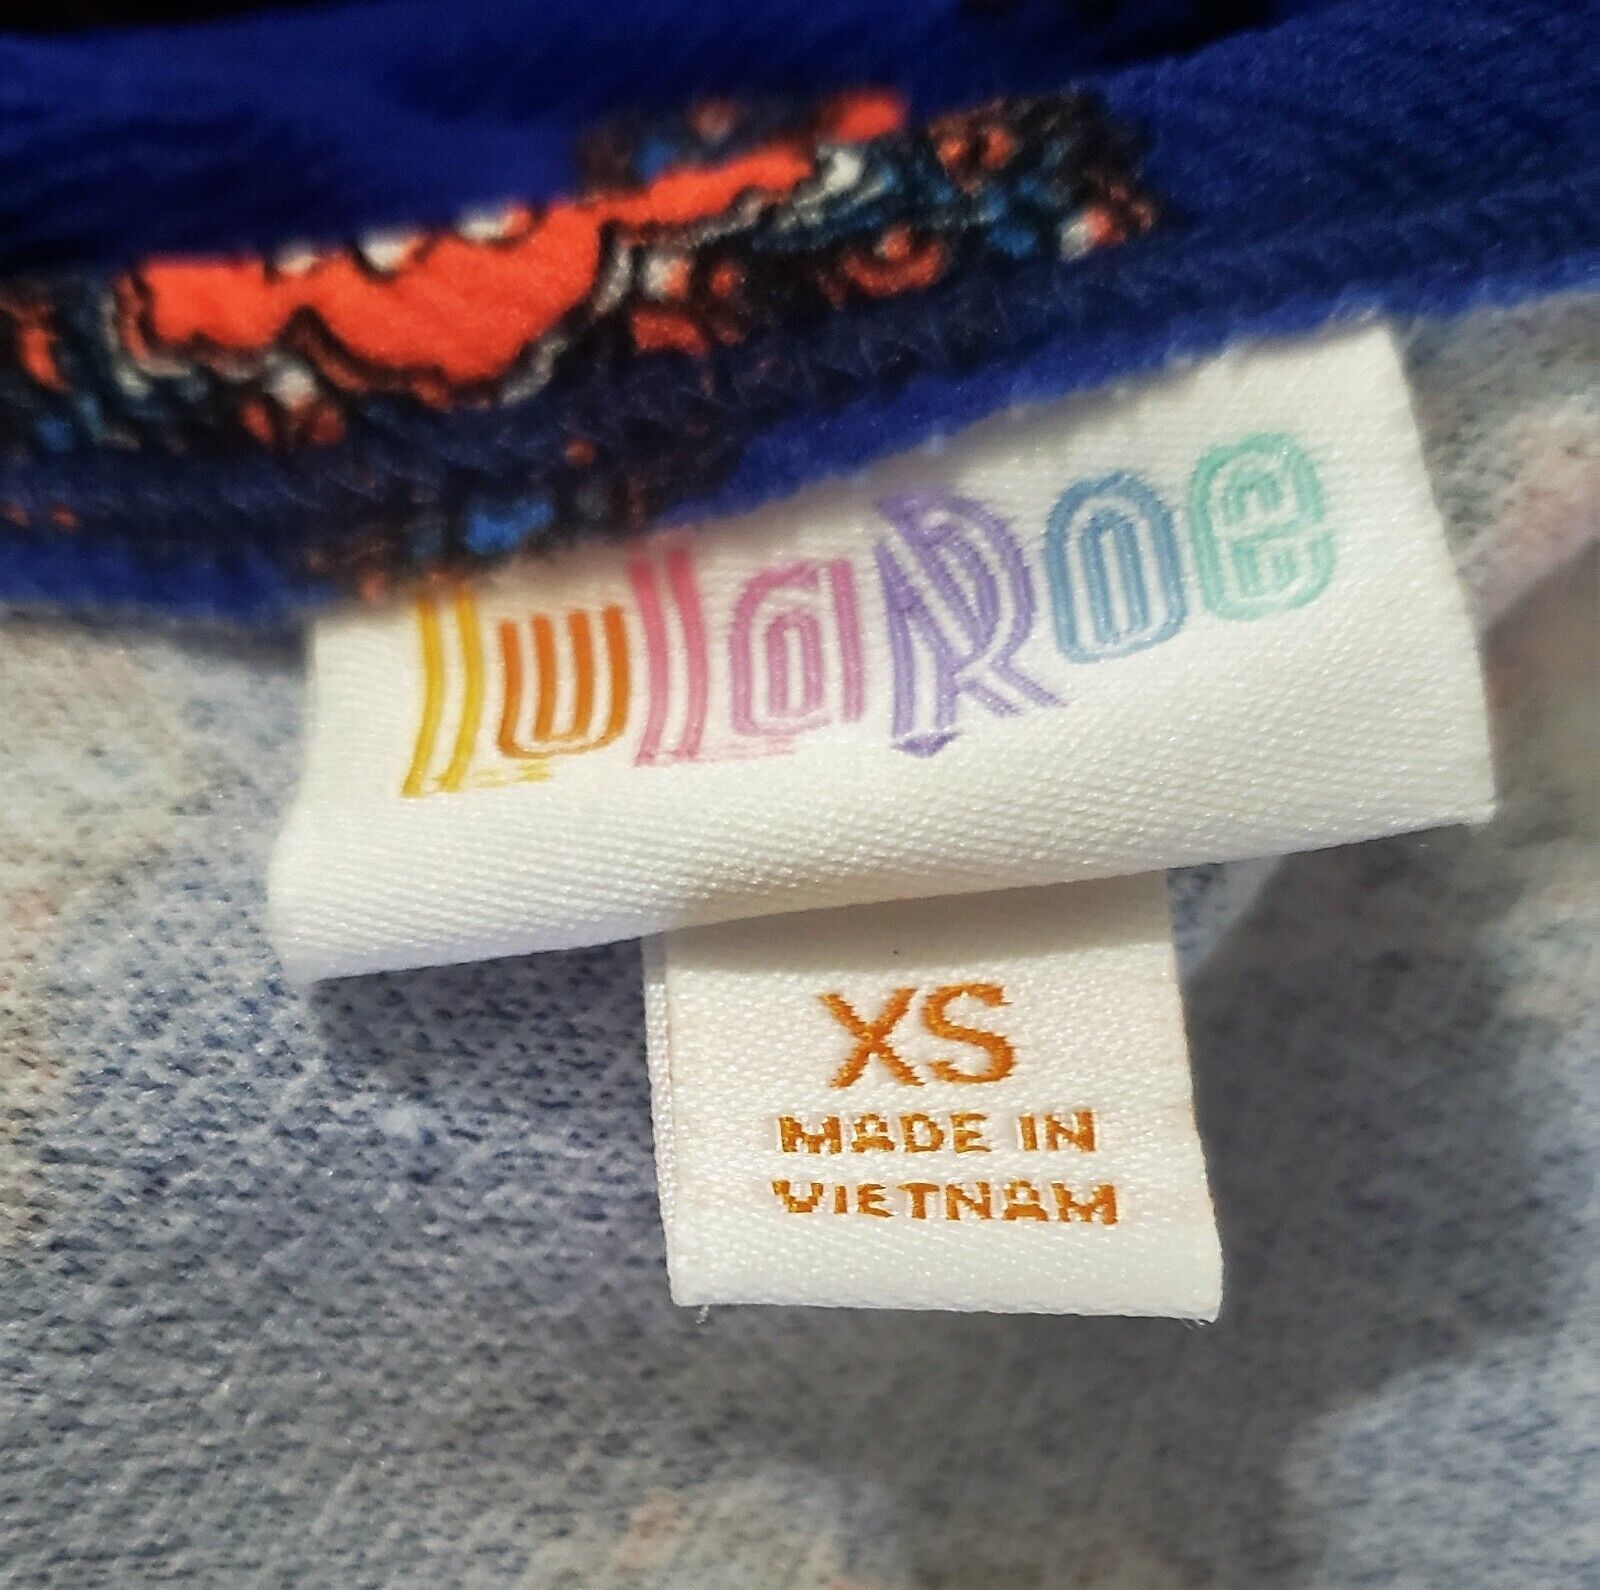 LuLaRoe
XS
MADE IN
VIETNAM